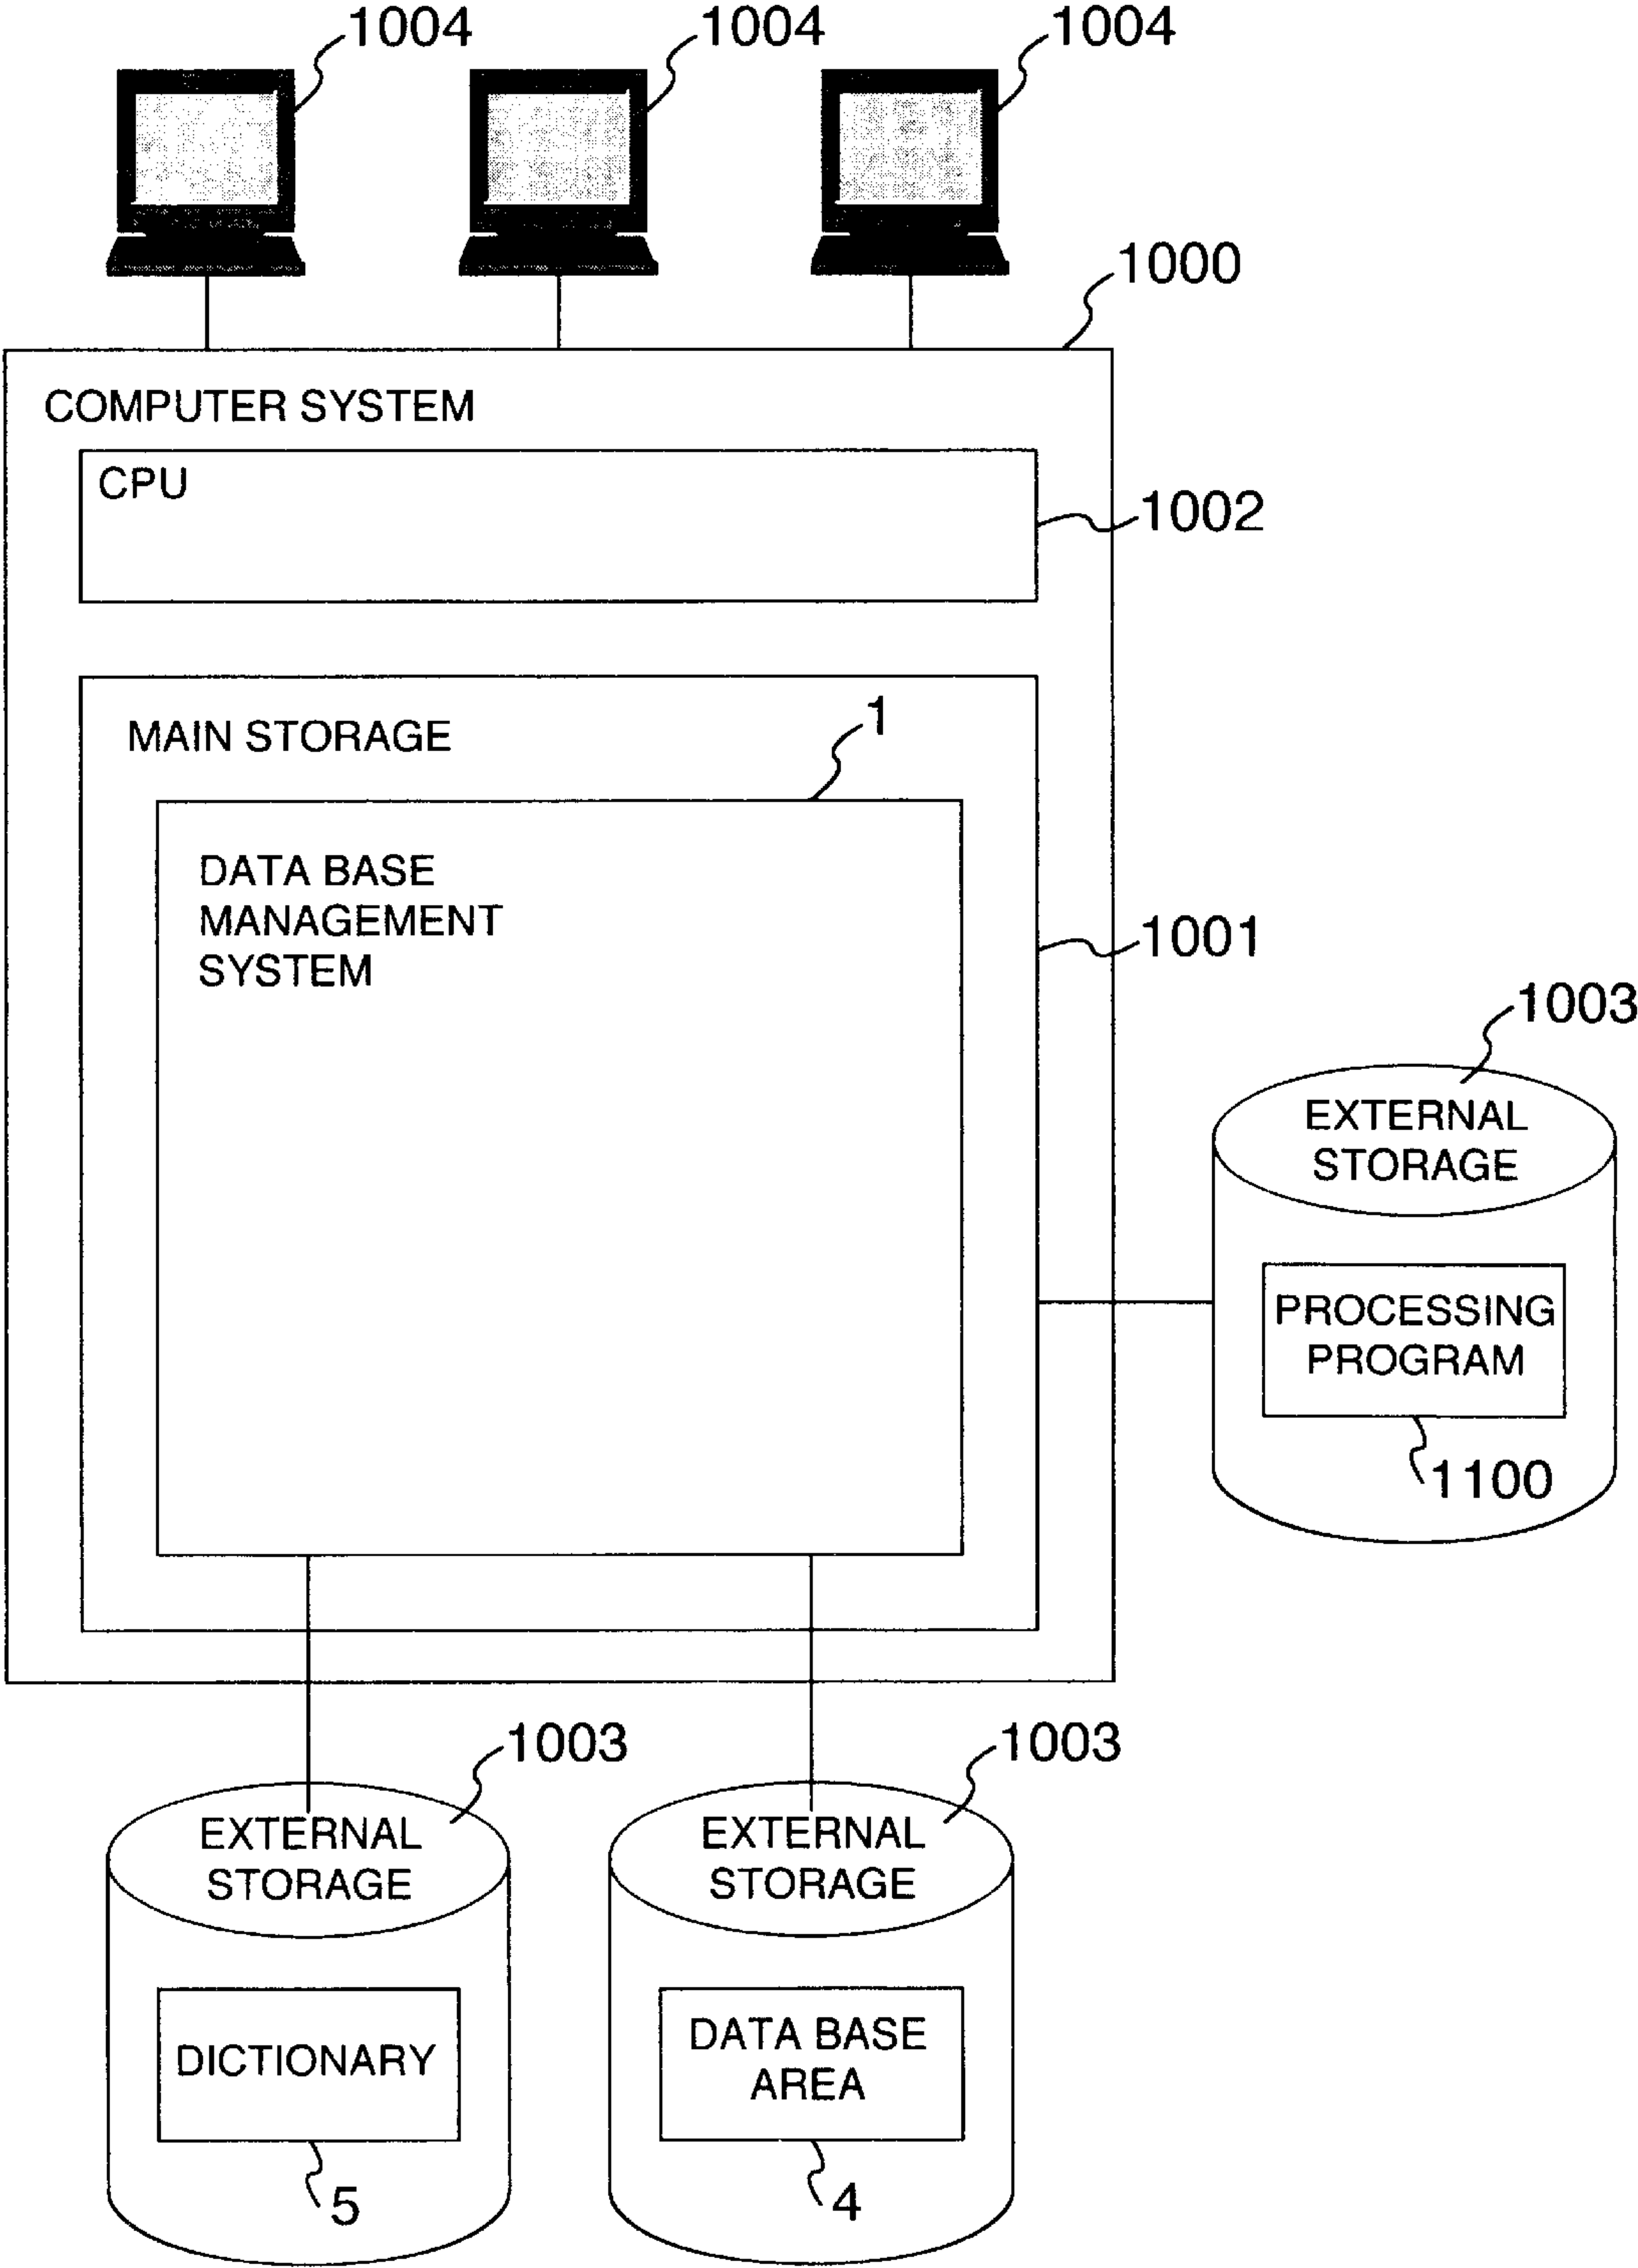 1004
1004
1004
1000
COMPUTER SYSTEM
CPU
1002
MAIN STORAGE
1
DATA BASE
MANAGEMENT
SYSTEM
1001
1003
EXTERNAL
STORAGE
PROCESSING
PROGRAM
1100
1003
1003
EXTERNAL
STORAGE
EXTERNAL
STORAGE
DICTIONARY
DATA BASE
AREA
5
4